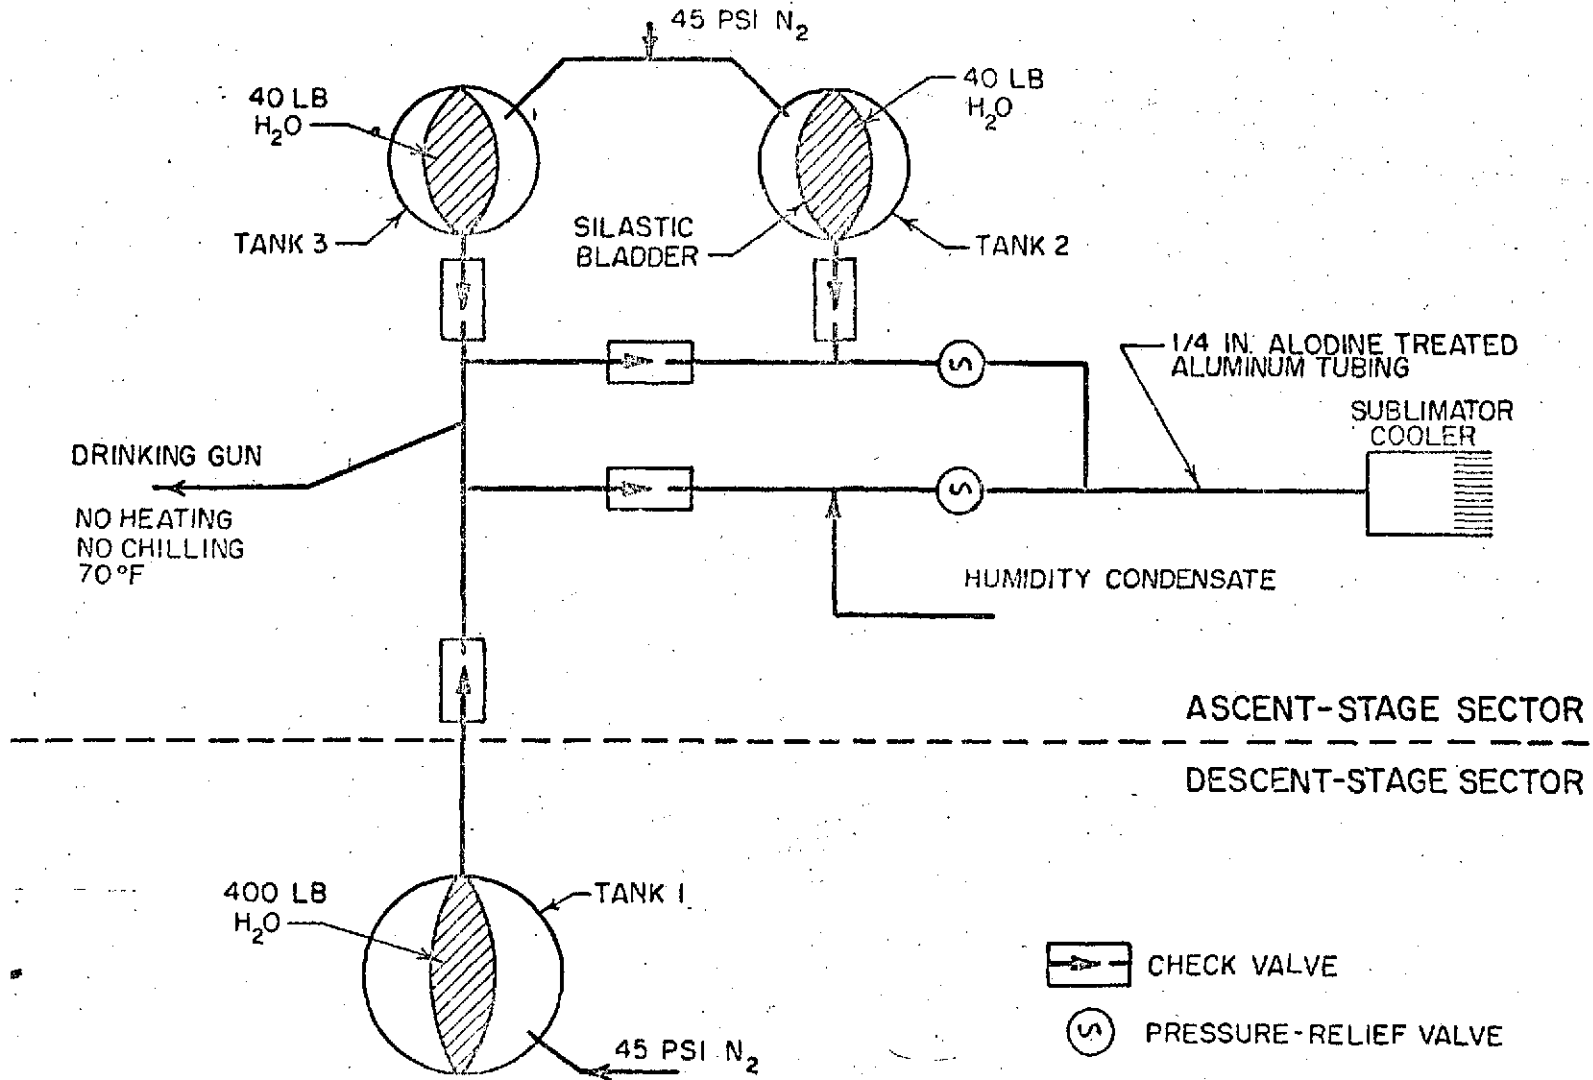 45 PSI N2
40 LB
H2O
40 LB
H2O
TANK 3
SILASTIC
BLADDER
TANK 2
1/4 IN. ALODINE TREATED
ALUMINUM TUBING
SUBLIMATOR
COOLER
DRINKING GUN
NO HEATING
NO CHILLING
70°F
HUMIDITY CONDENSATE
ASCENT-STAGE SECTOR
DESCENT-STAGE SECTOR
400 LB
H2O
TANK 1
45 PSI N2
CHECK VALVE
PRESSURE-RELIEF VALVE